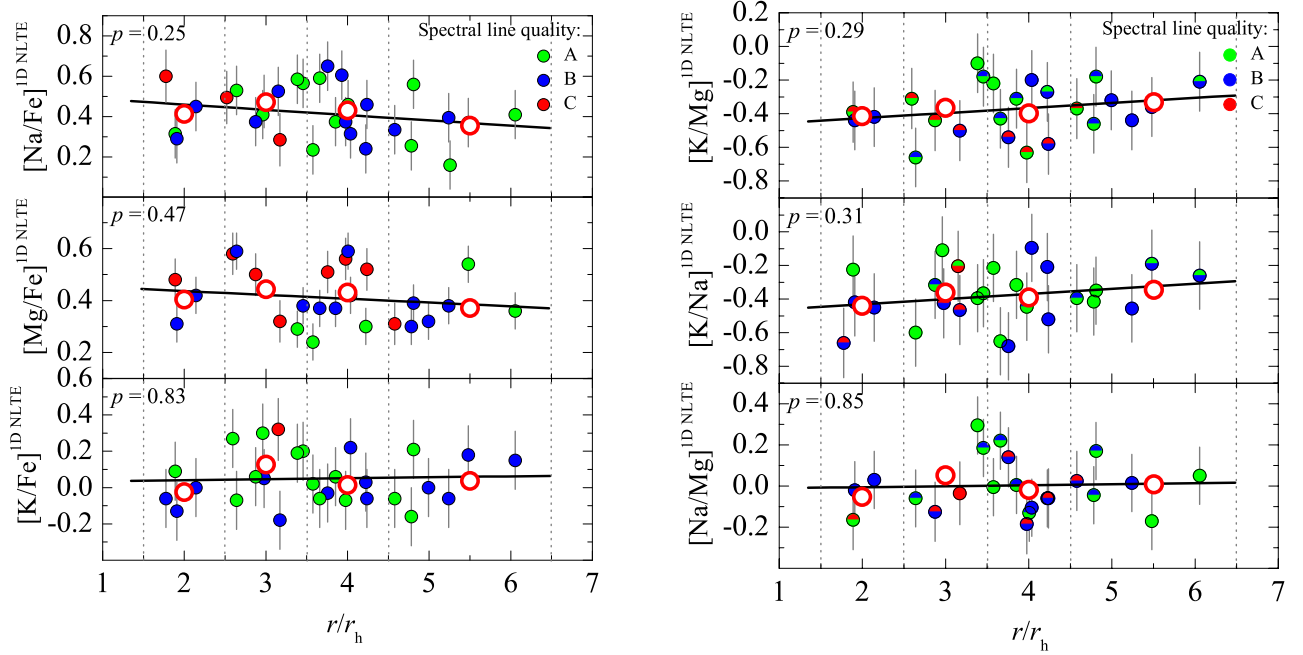 p = 0.25
Spectral line quality:
A
B
C
[Na/Fe]1D NLTE
0.8
0.6
0.4
0.2
p = 0.47
[Mg/Fe]1D NLTE
0.6
0.4
0.2
0.6
p = 0.83
[K/Fe]1D NLTE
0.4
0.2
0.0
-0.2
1 2 3 4 5 6 7
r/rh
p = 0.29
Spectral line quality:
A
B
C
[K/Mg]1D NLTE
0.2
0.0
-0.2
-0.4
-0.6
-0.8
p = 0.31
[K/Na]1D NLTE
0.0
-0.2
-0.4
-0.6
-0.8
p = 0.85
[Na/Mg]1D NLTE
0.4
0.2
0.0
-0.2
1 2 3 4 5 6 7
r/rh